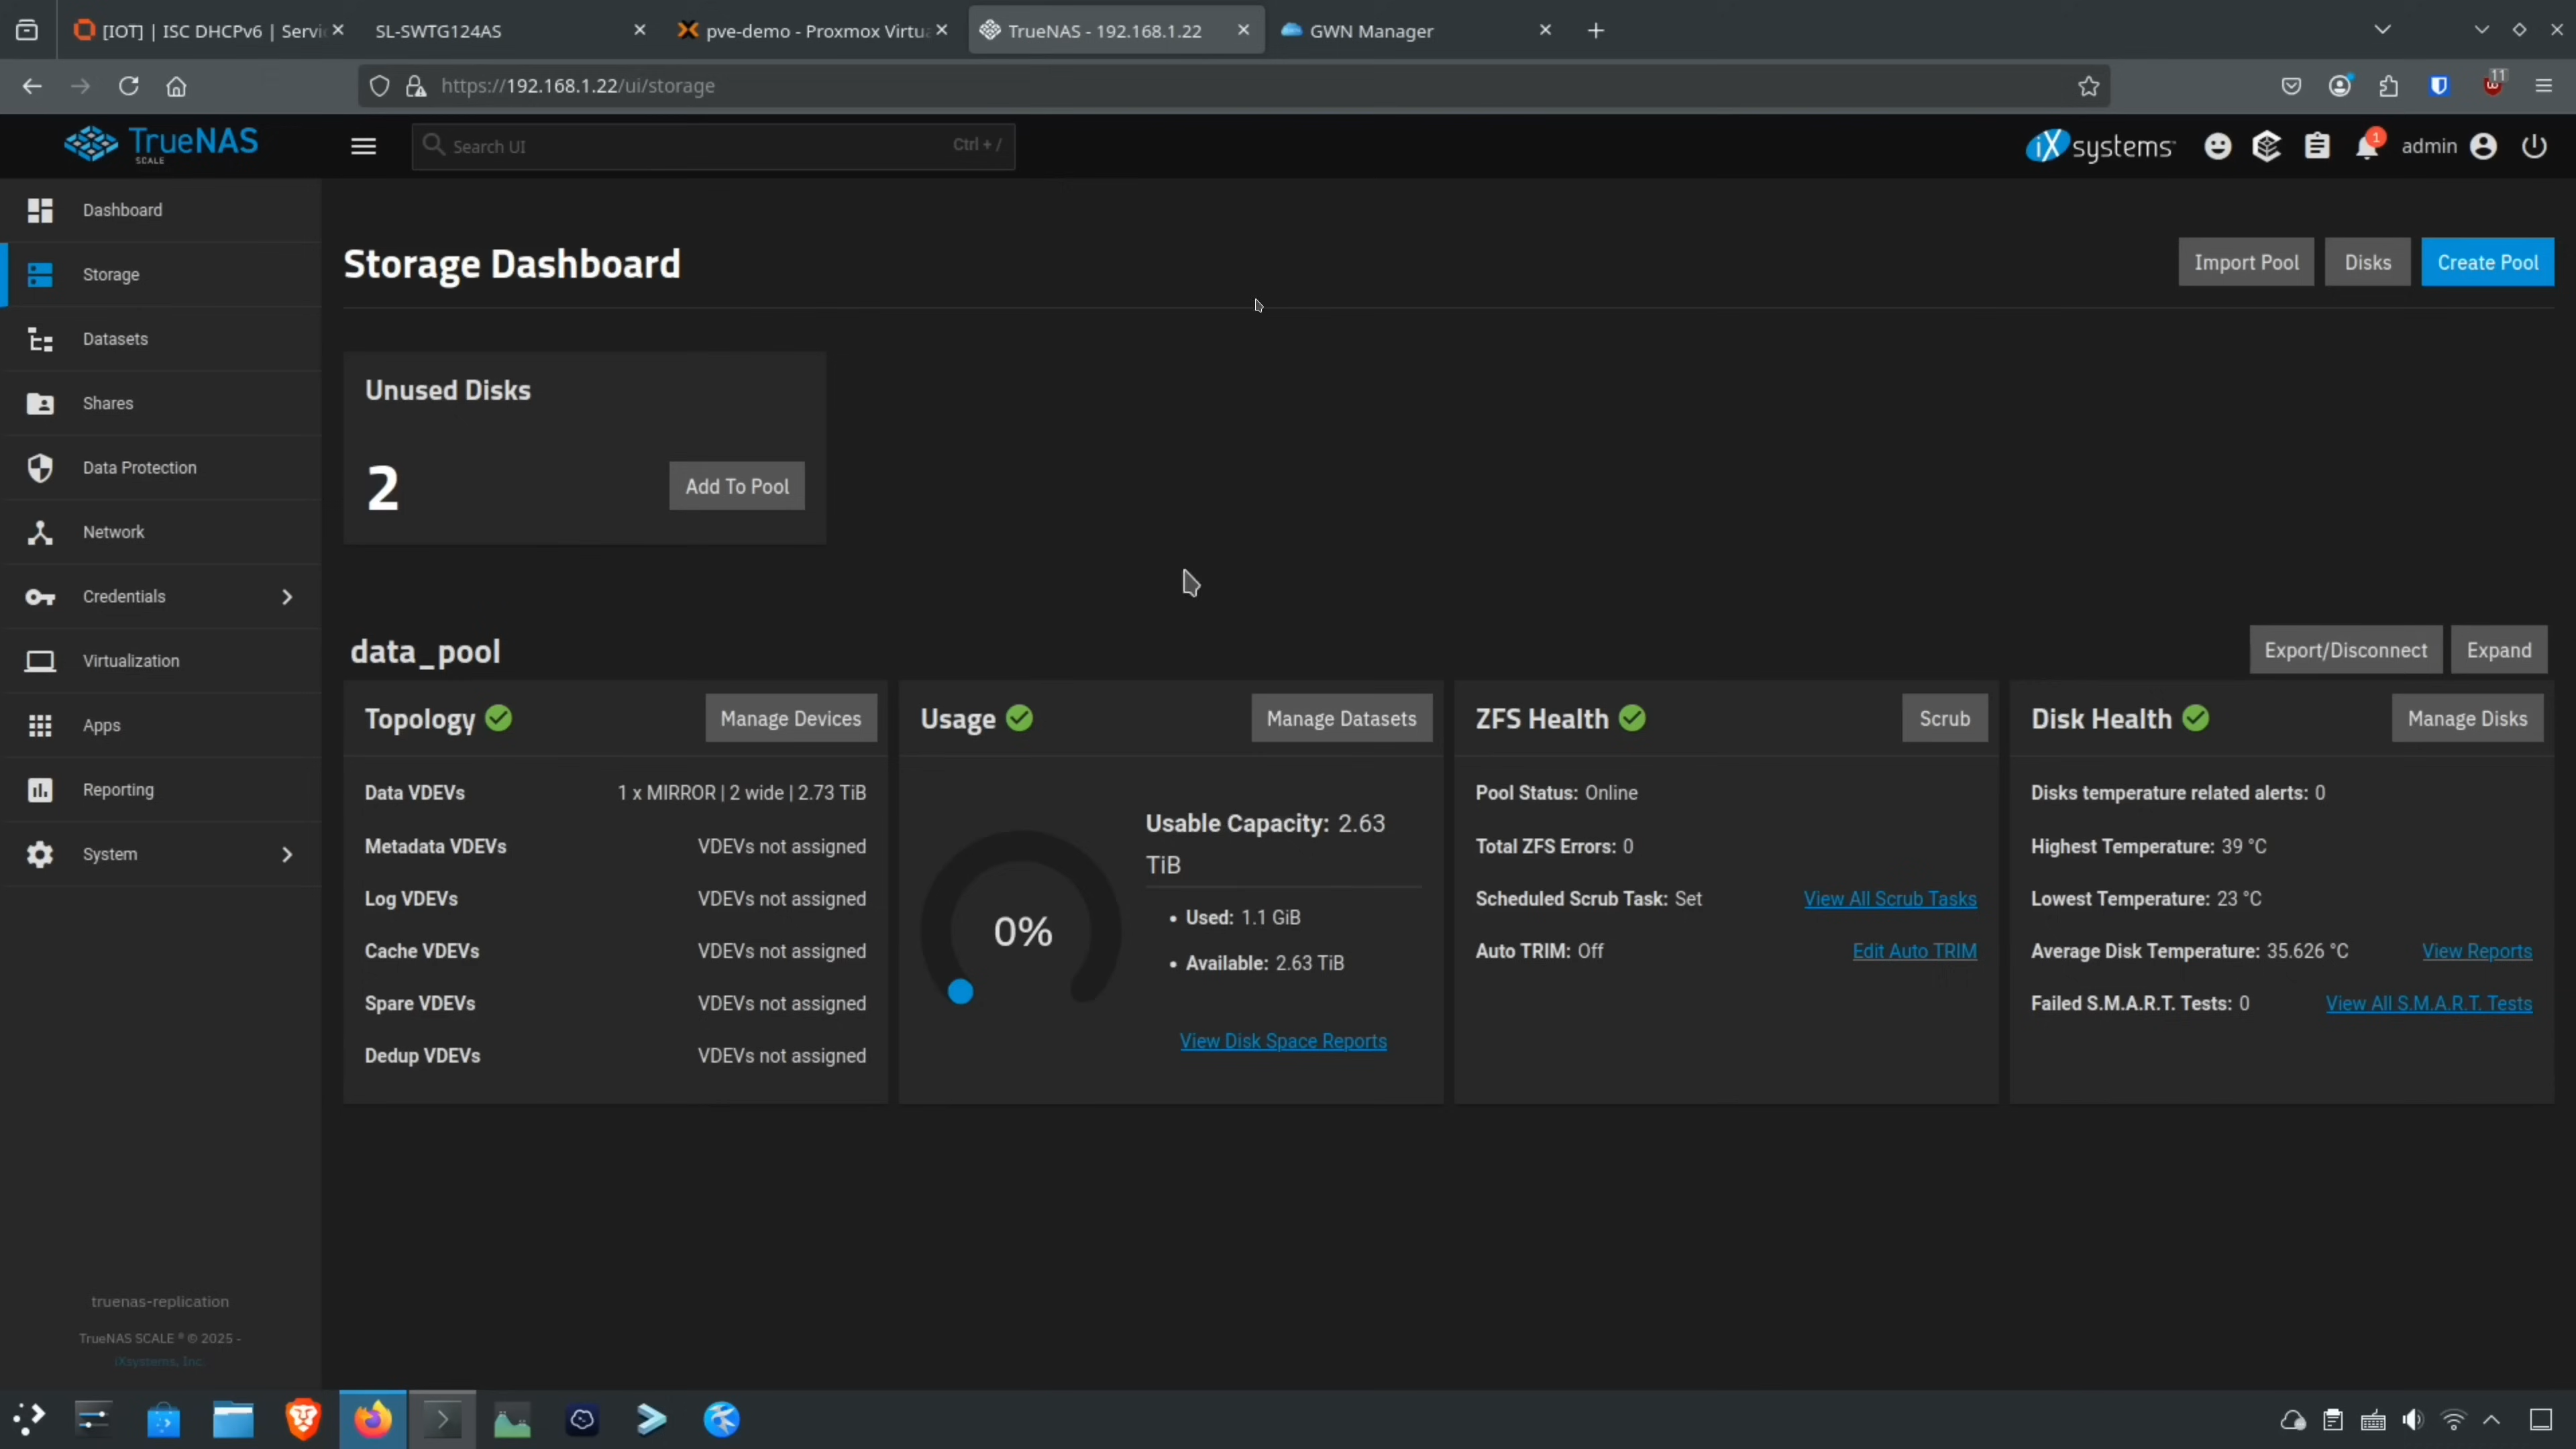 [IOT] | ISC DHCPv6 | Servi
SL-SWTG124AS
pve-demo - Proxmox Virtua
TrueNAS - 192.168.1.22
GWN Manager
https://192.168.1.22/ui/storage
11
TrueNAS
SCALE
Search UI
Ctrl + /
iXsystems
1
admin
Dashboard
Storage
Datasets
Shares
Data Protection
Network
Credentials
Virtualization
Apps
Reporting
System
truenas-replication
TrueNAS SCALE ® © 2025 -
iXsystems, Inc.
Storage Dashboard
Import Pool
Disks
Create Pool
Unused Disks
2
Add To Pool
data_pool
Export/Disconnect
Expand
Topology
Manage Devices
Data VDEVs 1 x MIRROR | 2 wide | 2.73 TiB
Metadata VDEVs VDEVs not assigned
Log VDEVs VDEVs not assigned
Cache VDEVs VDEVs not assigned
Spare VDEVs VDEVs not assigned
Dedup VDEVs VDEVs not assigned
Usage
Manage Datasets
0%
Usable Capacity: 2.63
TiB
• Used: 1.1 GiB
• Available: 2.63 TiB
View Disk Space Reports
ZFS Health
Scrub
Pool Status: Online
Total ZFS Errors: 0
Scheduled Scrub Task: Set View All Scrub Tasks
Auto TRIM: Off Edit Auto TRIM
Disk Health
Manage Disks
Disks temperature related alerts: 0
Highest Temperature: 39 °C
Lowest Temperature: 23 °C
Average Disk Temperature: 35.626 °C View Reports
Failed S.M.A.R.T. Tests: 0 View All S.M.A.R.T. Tests